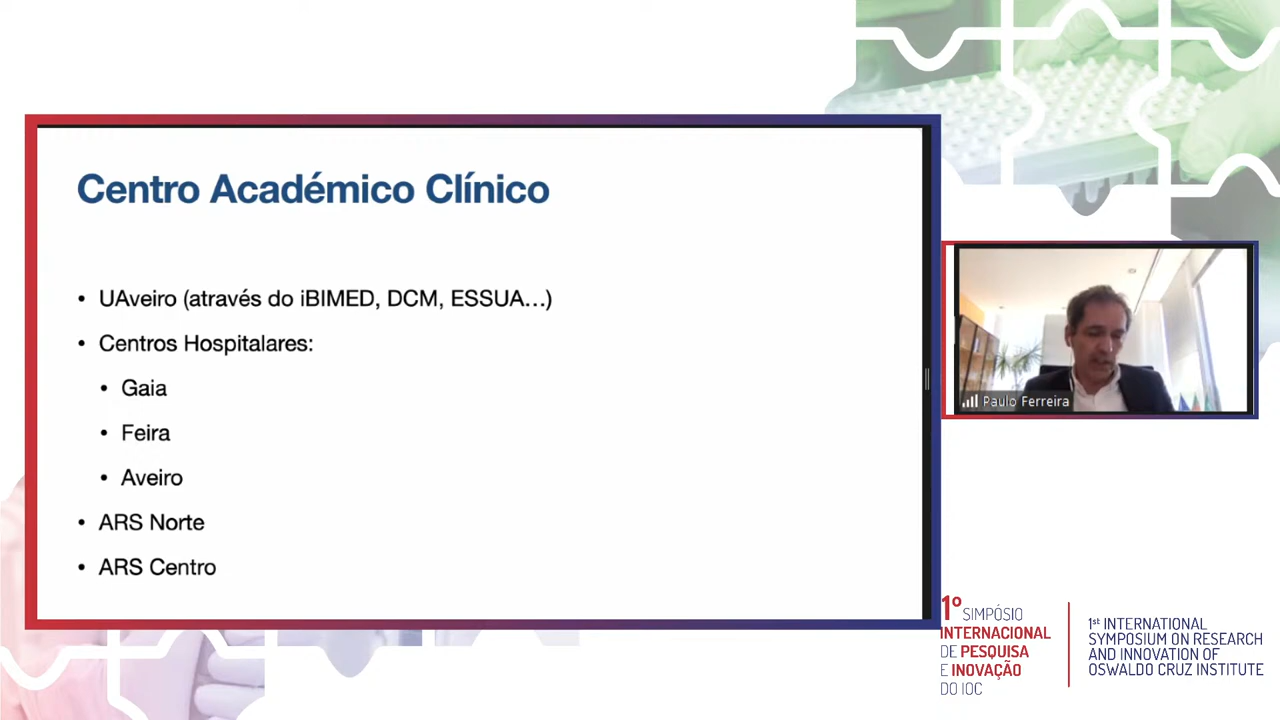 Centro Académico Clínico
• UAveiro (através do iBIMED, DCM, ESSUA...)
• Centros Hospitalares:
• Gaia
• Feira
• Aveiro
• ARS Norte
• ARS Centro
Paulo Ferreira
1º SIMPÓSIO
INTERNACIONAL
DE PESQUISA
E INOVAÇÃO
DO IOC
1st INTERNATIONAL
SYMPOSIUM ON RESEARCH
AND INNOVATION OF
OSWALDO CRUZ INSTITUTE